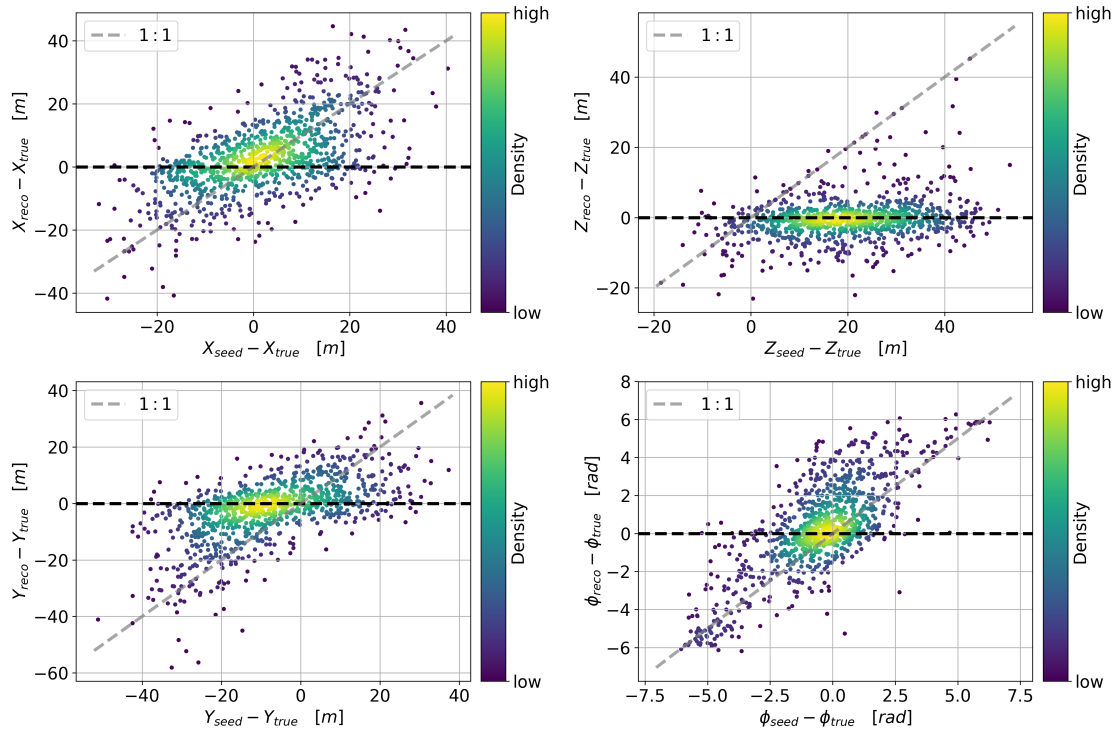 1 : 1
high
Density
low
40
20
0
−20
−40
−20
0
20
40
X_reco − X_true [m]
X_seed − X_true [m]
1 : 1
high
Density
low
40
20
0
−20
−20
0
20
40
Z_reco − Z_true [m]
Z_seed − Z_true [m]
1 : 1
high
Density
low
40
20
0
−20
−40
−60
−40
−20
0
20
40
Y_reco − Y_true [m]
Y_seed − Y_true [m]
1 : 1
high
Density
low
8
6
4
2
0
−2
−4
−6
−7.5
−5.0
−2.5
0.0
2.5
5.0
7.5
ϕ_reco − ϕ_true [rad]
ϕ_seed − ϕ_true [rad]